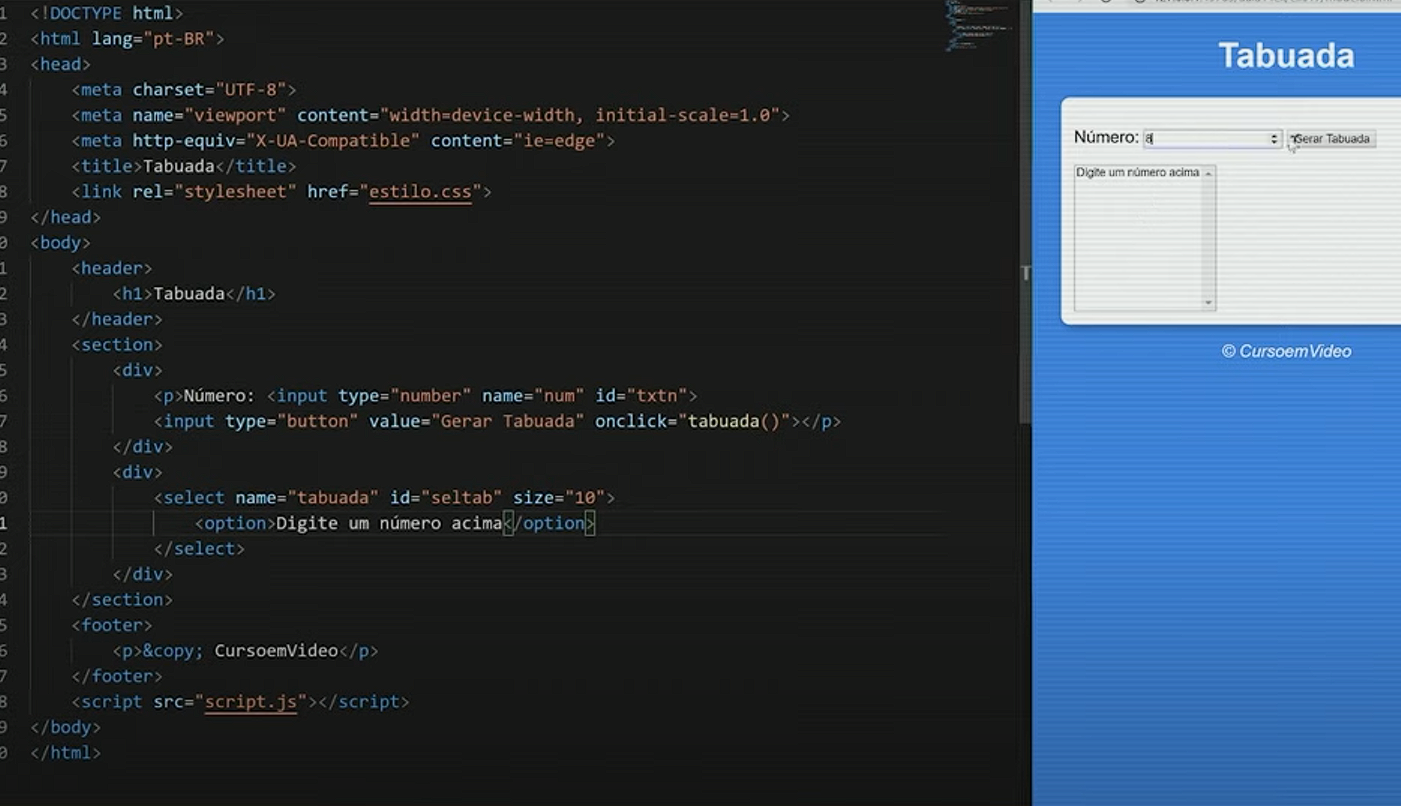 1 <!DOCTYPE html>
2 <html lang="pt-BR">
3 <head>
4 <meta charset="UTF-8">
5 <meta name="viewport" content="width=device-width, initial-scale=1.0">
6 <meta http-equiv="X-UA-Compatible" content="ie=edge">
7 <title>Tabuada</title>
8 <link rel="stylesheet" href="estilo.css">
9 </head>
0 <body>
1 <header>
2 <h1>Tabuada</h1>
3 </header>
4 <section>
5 <div>
6 <p>Número: <input type="number" name="num" id="txtn">
7 <input type="button" value="Gerar Tabuada" onclick="tabuada()"></p>
8 </div>
9 <div>
0 <select name="tabuada" id="seltab" size="10">
1 <option>Digite um número acima</option>
2 </select>
3 </div>
4 </section>
5 <footer>
6 <p>&copy; CursoemVideo</p>
7 </footer>
8 <script src="script.js"></script>
9 </body>
0 </html>
T
Tabuada
Número: 8 Gerar Tabuada
Digite um número acima
© CursoemVideo